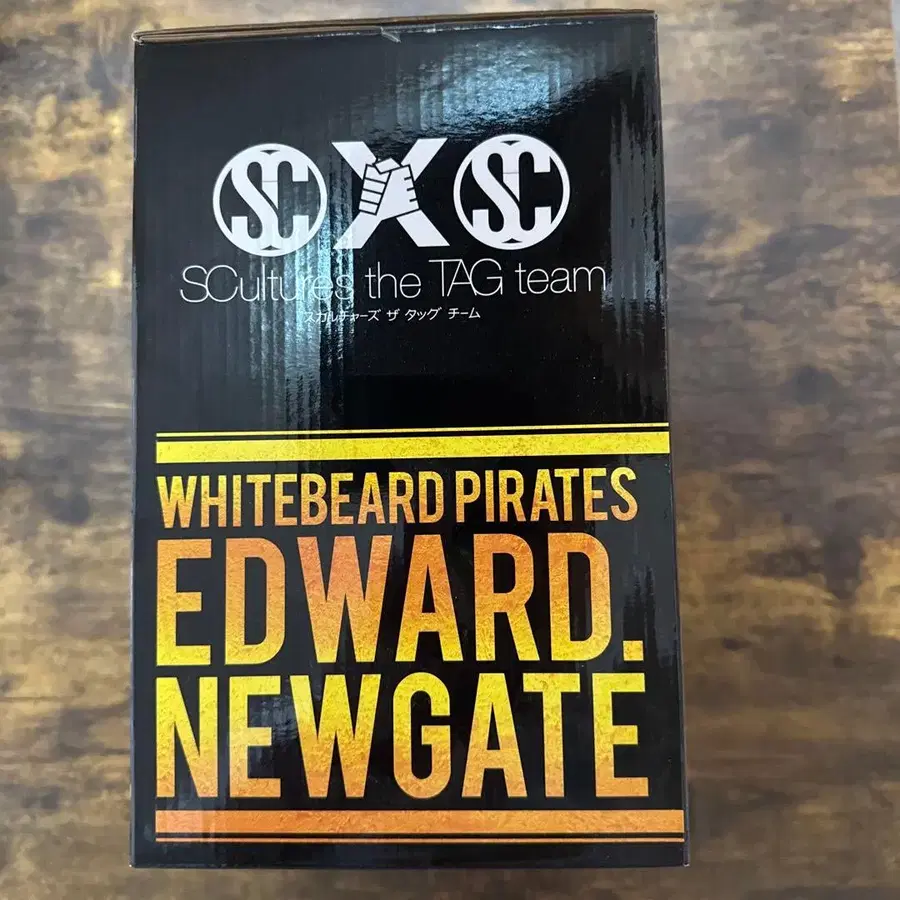 SC X SC
SCultures the TAG team
スカルチャーズ ザ タッグ チーム
WHITEBEARD PIRATES
EDWARD.
NEWGATE